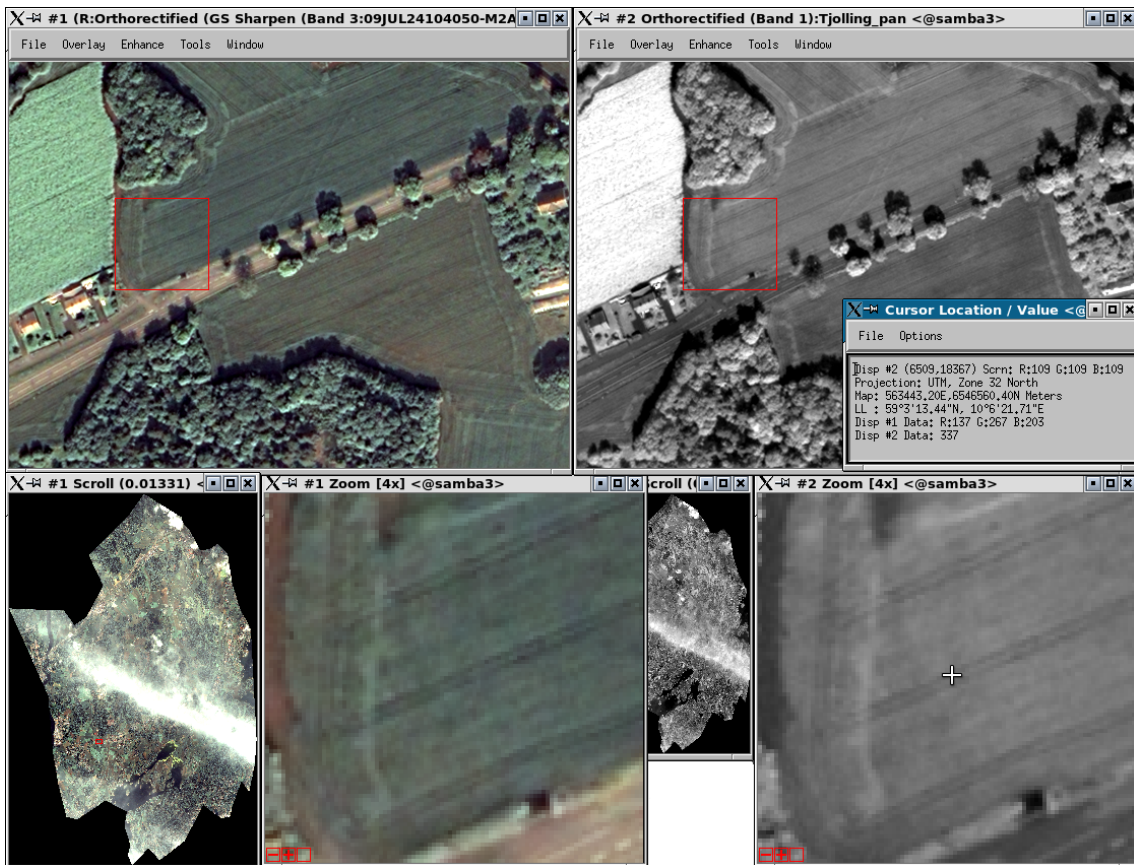 #1 (R:Orthorectified (GS Sharpen (Band 3:09JUL24104050-M2A
File Overlay Enhance Tools Window
#2 Orthorectified (Band 1):Tjolling_pan <@samba3>
File Overlay Enhance Tools Window
Cursor Location / Value <@
File Options
Disp #2 (6509,18367) Scrn: R:109 G:109 B:109
Projection: UTM, Zone 32 North
Map: 563443.20E,6546560.40N Meters
LL : 59°3'13.44"N, 10°6'21.71"E
Disp #1 Data: R:137 G:267 B:203
Disp #2 Data: 337
#1 Scroll (0.01331) <
#1 Zoom [4x] <@samba3>
#2 Zoom [4x] <@samba3>